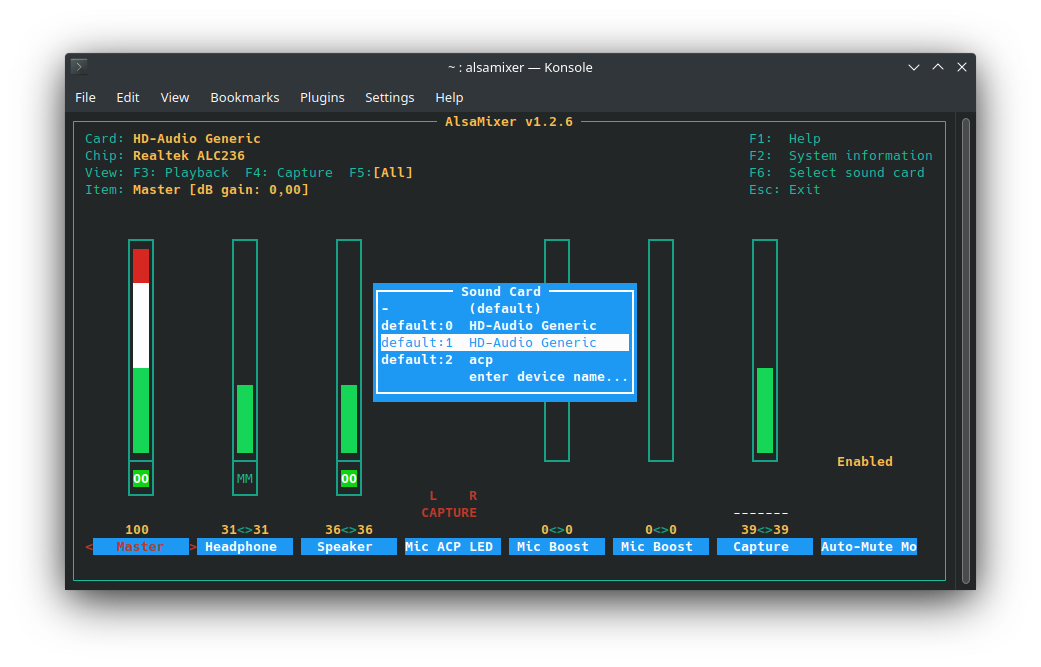 ~ : alsamixer — Konsole
File Edit View Bookmarks Plugins Settings Help
AlsaMixer v1.2.6
Card: HD-Audio Generic F1: Help
Chip: Realtek ALC236 F2: System information
View: F3: Playback F4: Capture F5:[All] F6: Select sound card
Item: Master [dB gain: 0,00] Esc: Exit
Sound Card
- (default)
default:0 HD-Audio Generic
default:1 HD-Audio Generic
default:2 acp
enter device name...
Enabled
OO MM OO
L R
CAPTURE
-------
100 31<>31 36<>36 0<>0 0<>0 39<>39
< Master > Headphone Speaker Mic ACP LED Mic Boost Mic Boost Capture Auto-Mute Mo